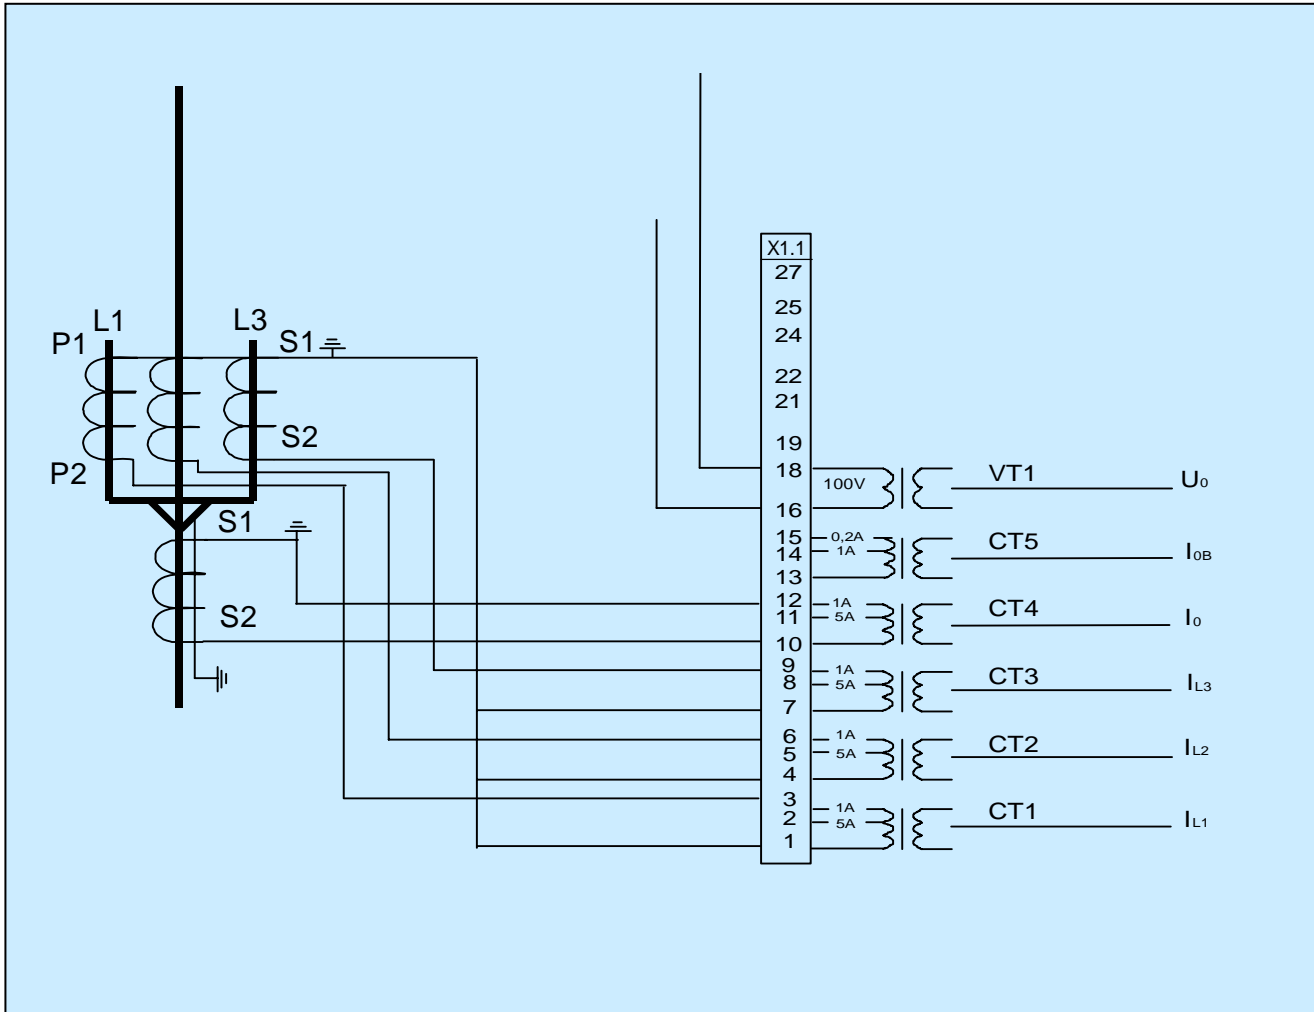 X1.1
27
25
24
22
21
19
18
16
15
14
13
12
11
10
9
8
7
6
5
4
3
2
1
L1
L3
P1
S1
S2
P2
S1
S2
100V
VT1
U0
0,2A
1A
CT5
I0B
1A
5A
CT4
I0
1A
5A
CT3
IL3
1A
5A
CT2
IL2
1A
5A
CT1
IL1